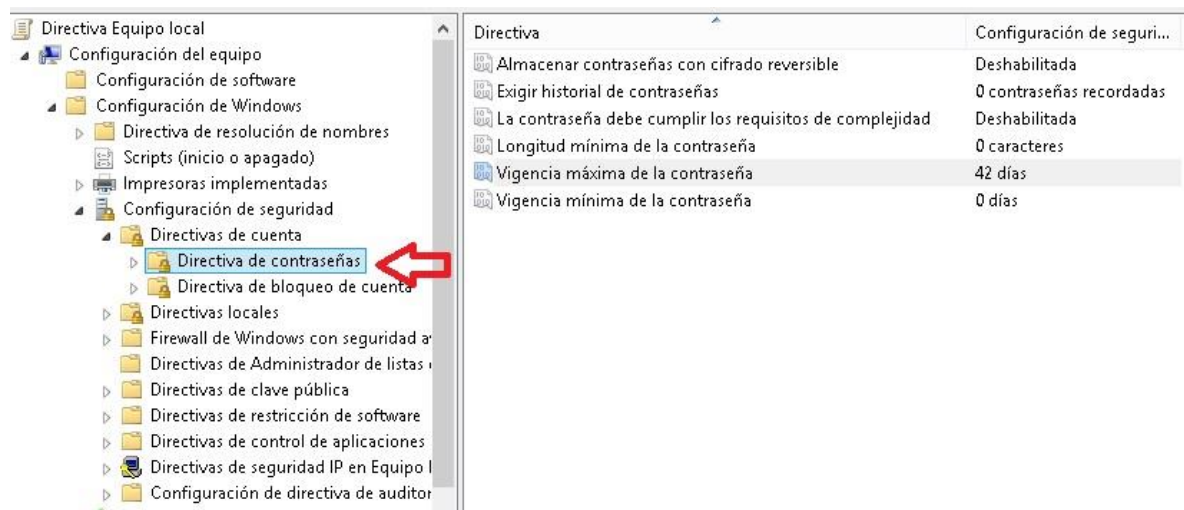 Directiva Equipo local
Configuración del equipo
Configuración de software
Configuración de Windows
Directiva de resolución de nombres
Scripts (inicio o apagado)
Impresoras implementadas
Configuración de seguridad
Directivas de cuenta
Directiva de contraseñas
Directiva de bloqueo de cuenta
Directivas locales
Firewall de Windows con seguridad a
Directivas de Administrador de listas
Directivas de clave pública
Directivas de restricción de software
Directivas de control de aplicaciones
Directivas de seguridad IP en Equipo l
Configuración de directiva de auditor
Directiva Configuración de seguri...
Almacenar contraseñas con cifrado reversible Deshabilitada
Exigir historial de contraseñas 0 contraseñas recordadas
La contraseña debe cumplir los requisitos de complejidad Deshabilitada
Longitud mínima de la contraseña 0 caracteres
Vigencia máxima de la contraseña 42 días
Vigencia mínima de la contraseña 0 días